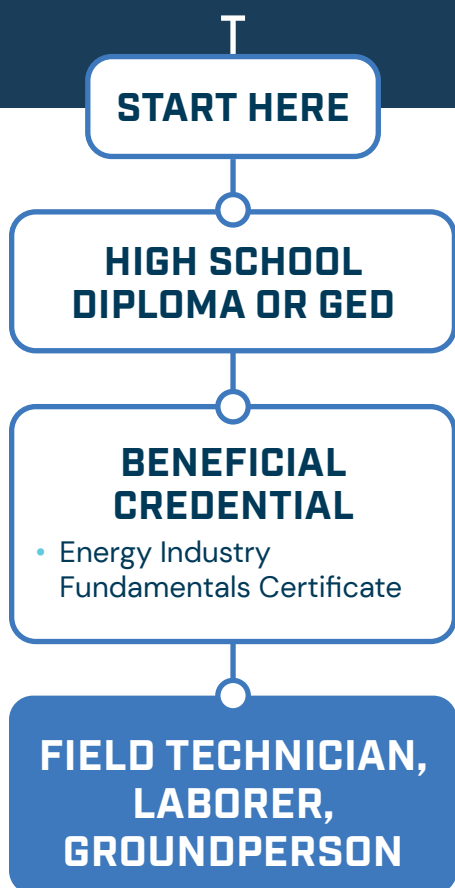 START HERE
HIGH SCHOOL
DIPLOMA OR GED
BENEFICIAL
CREDENTIAL
• Energy Industry
Fundamentals Certificate
FIELD TECHNICIAN,
LABORER,
GROUNDPERSON